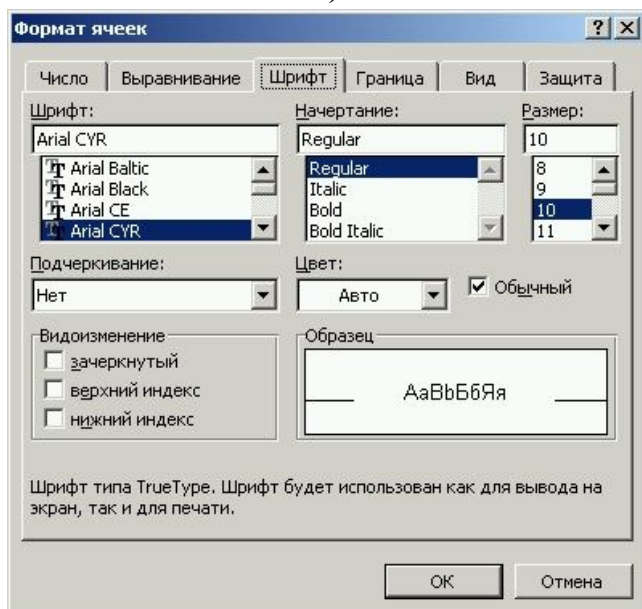 )
Формат ячеек
Число Выравнивание Шрифт Граница Вид Защита
Шрифт: Начертание: Размер:
Arial CYR Regular 10
Arial Baltic Regular 8
Arial Black Italic 9
Arial CE Bold 10
Arial CYR Bold Italic 11
Подчеркивание: Цвет:
Нет Авто Обычный
Видоизменение Образец
зачеркнутый
верхний индекс АаВbБбЯя
нижний индекс
Шрифт типа TrueType. Шрифт будет использован как для вывода на
экран, так и для печати.
ОК Отмена